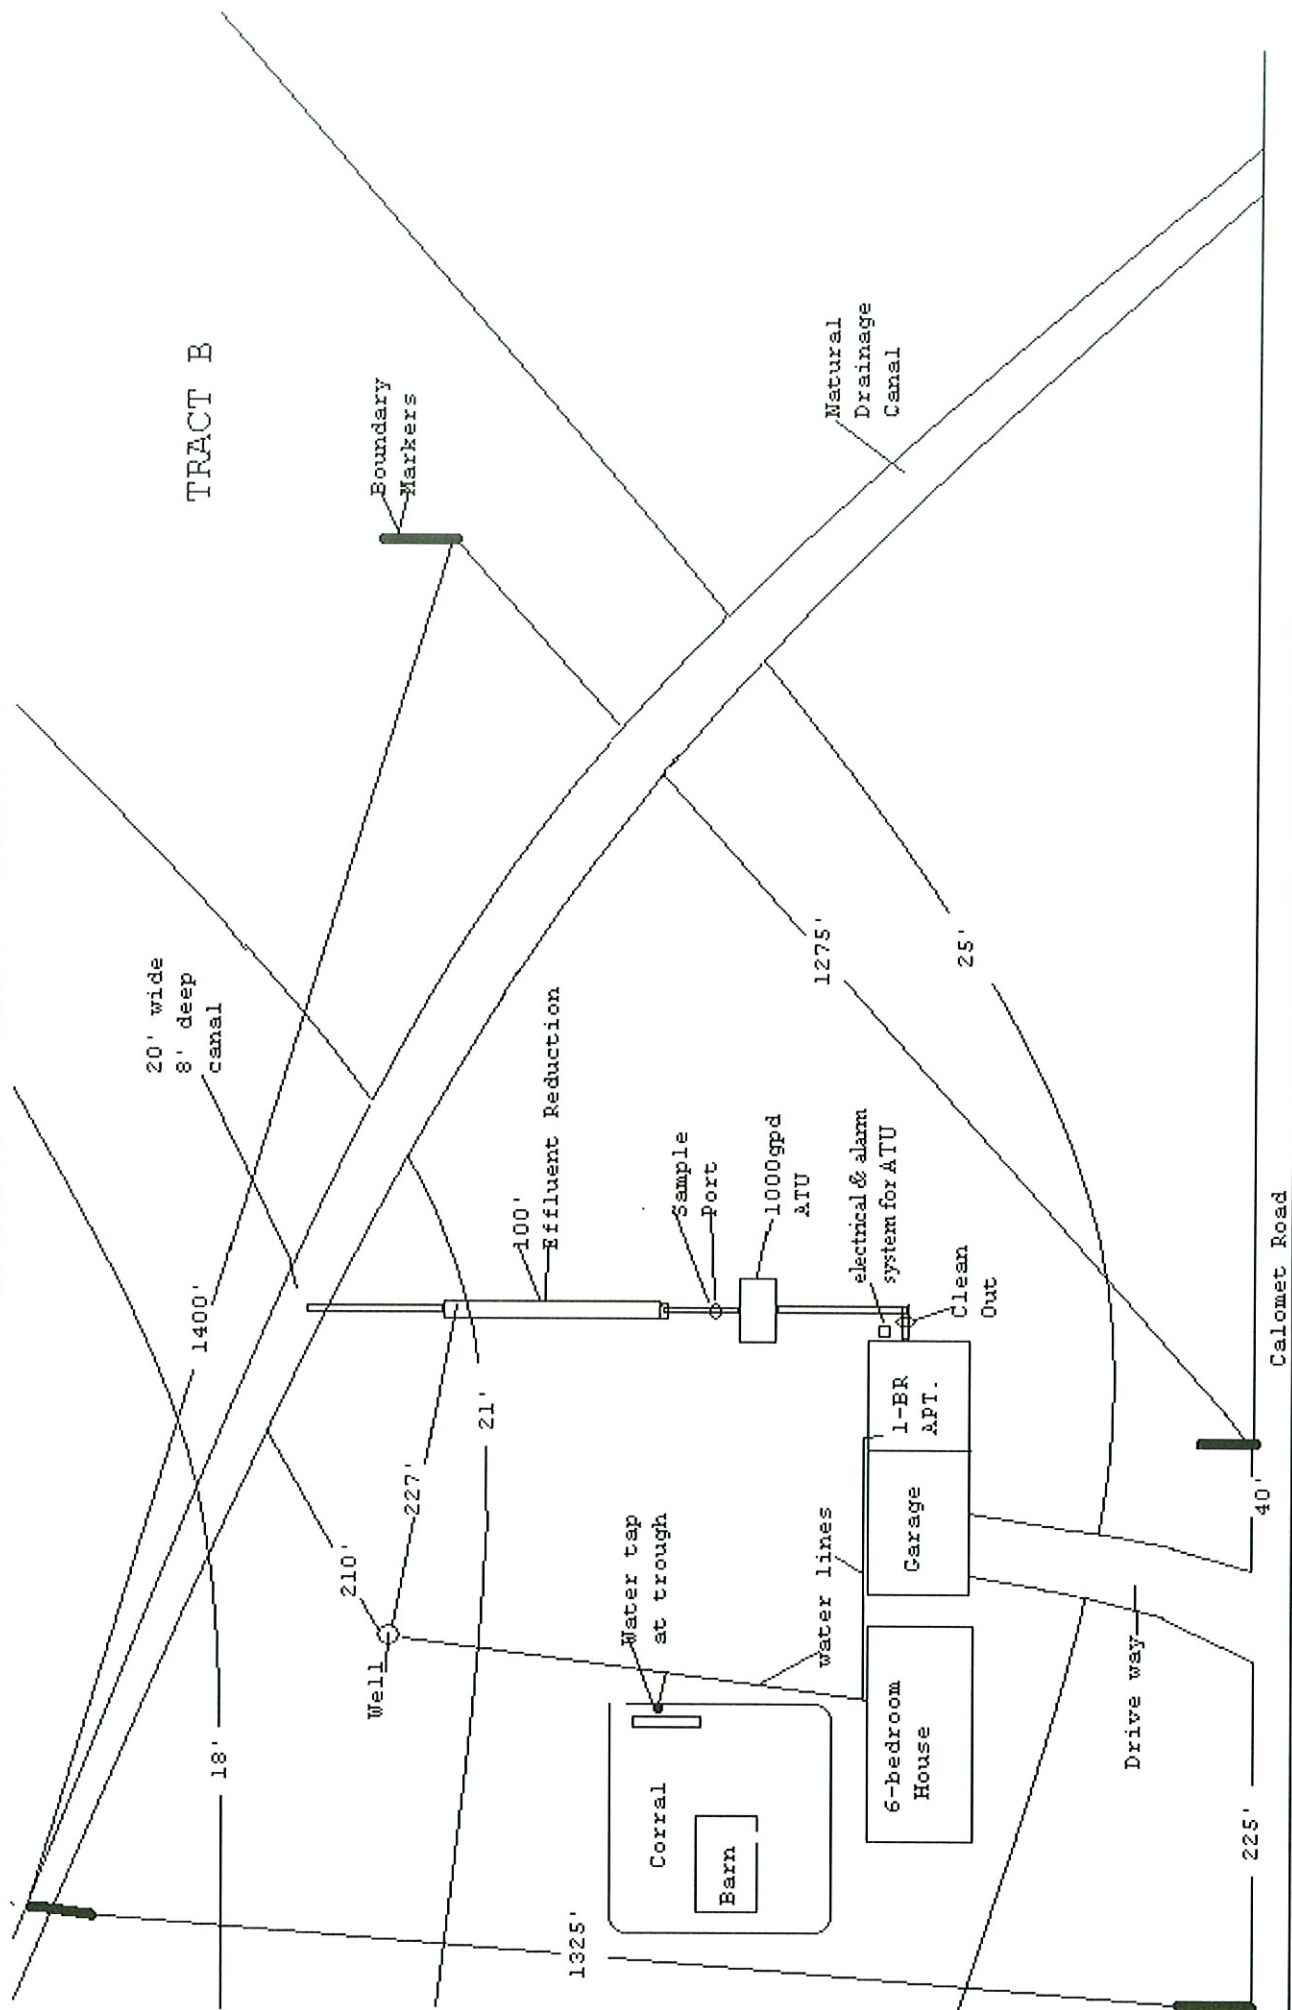 TRACT B
Boundary
Markers
20' wide
8' deep
canal
1400'
Natural
Drainage
Canal
100'
Effluent Reduction
Sample
Port
1000gpd
ATU
electrical & alarm
system for ATU
Clean
Out
1275'
25'
21'
227'
210'
Well
18'
Water tap
at trough
water lines
1-BR
APT.
Garage
6-bedroom
House
Corral
Barn
1325'
Drive way
40'
225'
Calomet Road